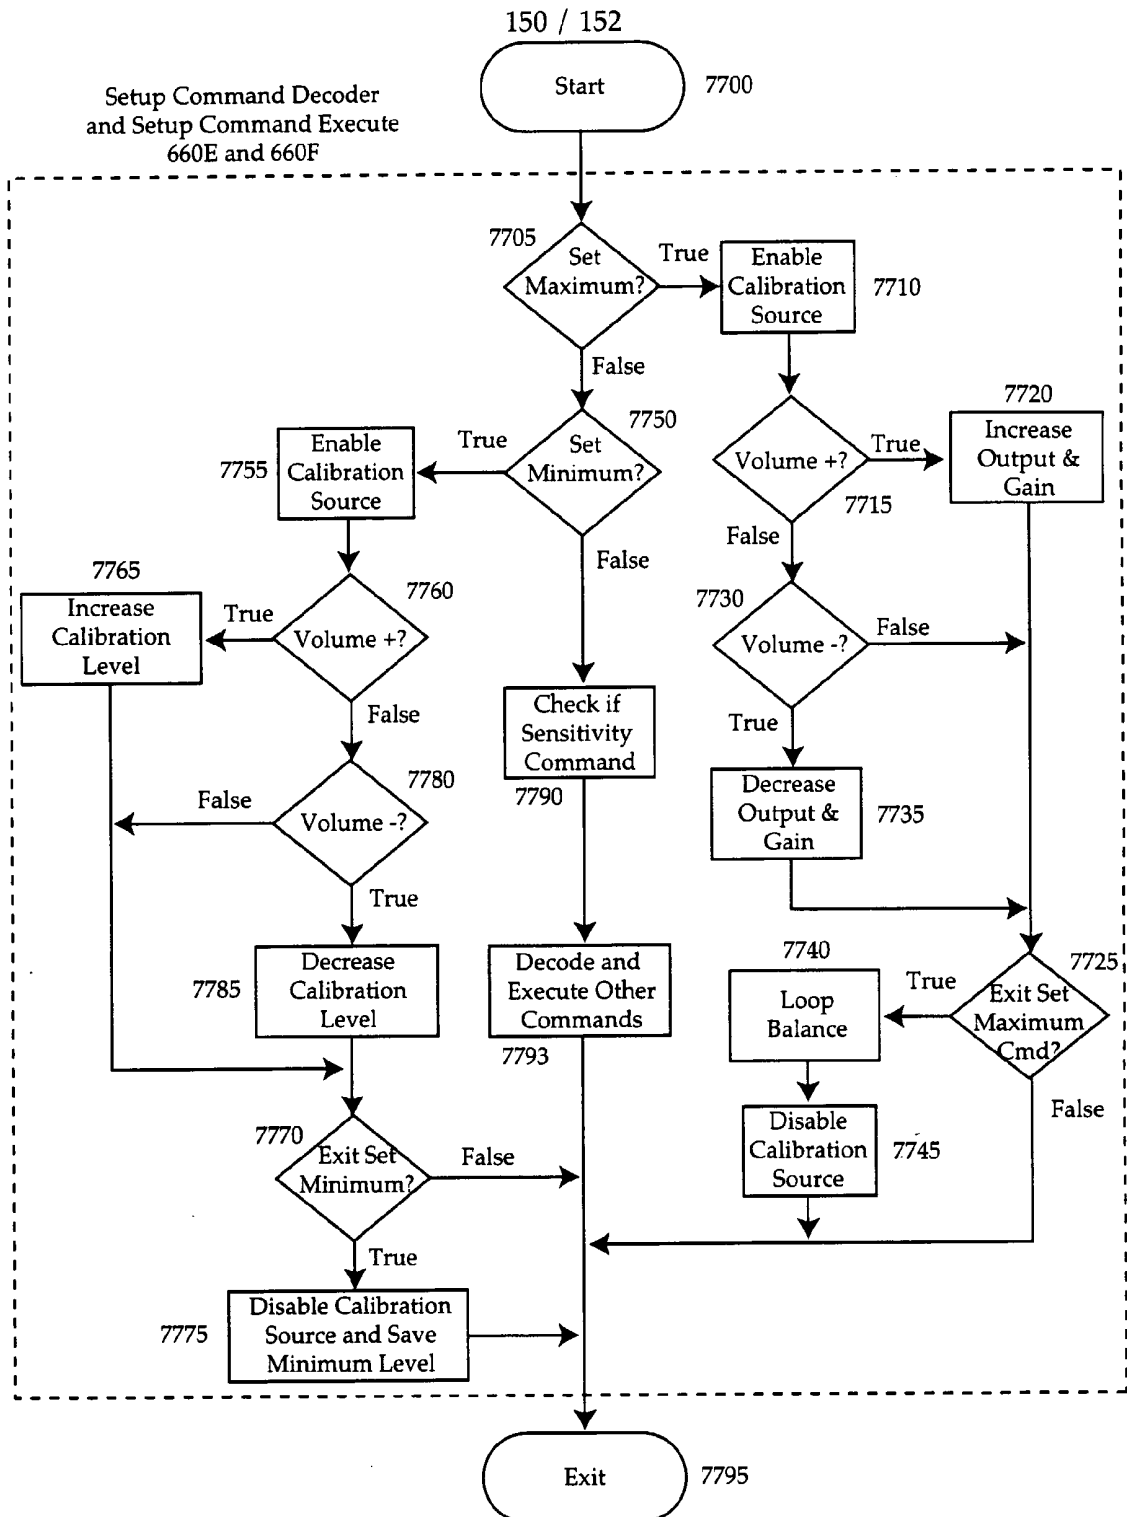 150 / 152
Start
7700
Setup Command Decoder
and Setup Command Execute
660E and 660F
7705
Set
Maximum?
True
Enable
Calibration
Source
7710
False
7750
Set
Minimum?
True
Enable
Calibration
Source
7755
Volume +?
True
7715
7720
Increase
Output &
Gain
False
False
7765
Increase
Calibration
Level
True
7760
Volume +?
7730
Volume -?
False
False
True
Check if
Sensitivity
Command
7790
7780
Volume -?
False
Decrease
Output &
Gain
7735
True
7785
Decrease
Calibration
Level
Decode and
Execute Other
Commands
7793
7740
Loop
Balance
True
7725
Exit Set
Maximum
Cmd?
False
7770
Exit Set
Minimum?
False
Disable
Calibration
Source
7745
True
7775
Disable Calibration
Source and Save
Minimum Level
Exit
7795